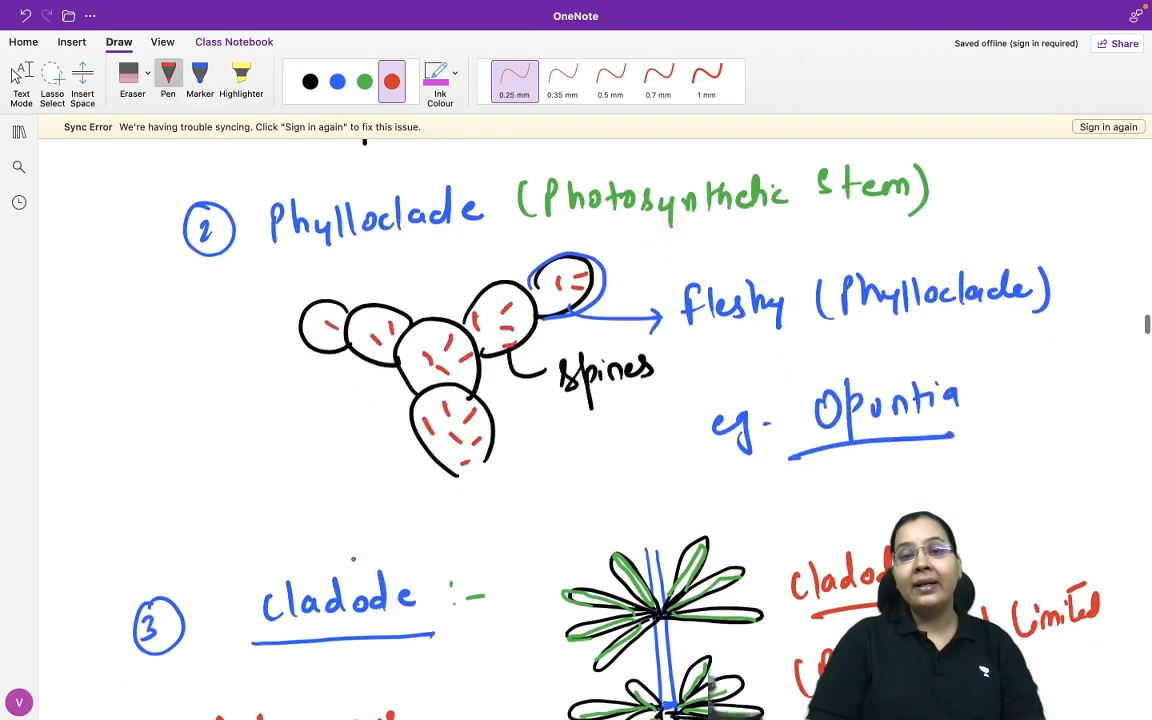 OneNote
Home Insert Draw View Class Notebook
Saved offline (sign in required)
Share
Text Mode
Lasso Select
Insert Space
Eraser
Pen
Marker
Highlighter
Ink Colour
0.25 mm
0.35 mm
0.5 mm
0.7 mm
1 mm
Sync Error We're having trouble syncing. Click "Sign in again" to fix this issue.
Sign in again
2 Phylloclade (Photosynthetic Stem)
fleshy (Phylloclade)
spines
eg. Opuntia
3 Cladode :-
Limited
V